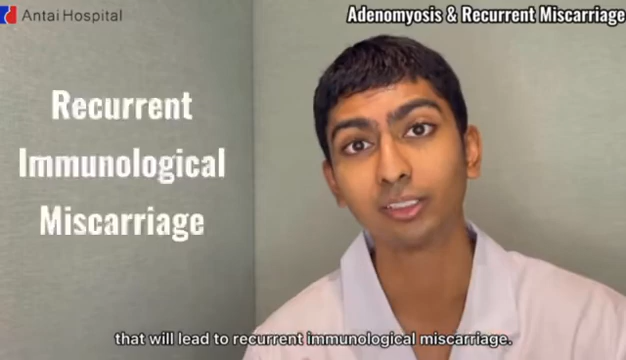 Antai Hospital
Adenomyosis & Recurrent Miscarriage
Recurrent
Immunological
Miscarriage
that will lead to recurrent immunological miscarriage.